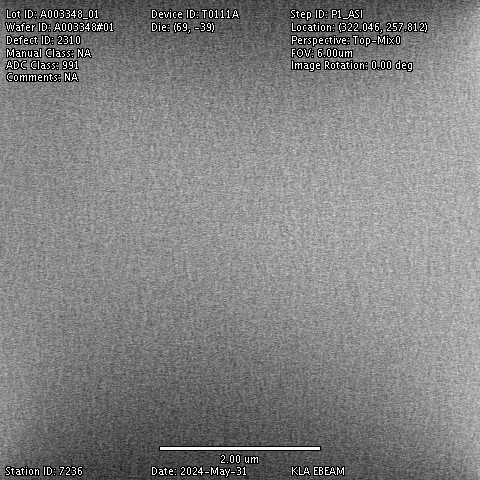 Lot ID: A003348_01
Device ID: T0111A
Step ID: P1_ASI
Wafer ID: A003348#01
Die: (69, -39)
Location: (322.046, 257.812)
Defect ID: 2310
Perspective: Top-Mix0
Manual Class: NA
FOV: 6.00um
ADC Class: 991
Image Rotation: 0.00 deg
Comments: NA
2.00 um
Station ID: 7236
Date: 2024-May-31
KLA EBEAM